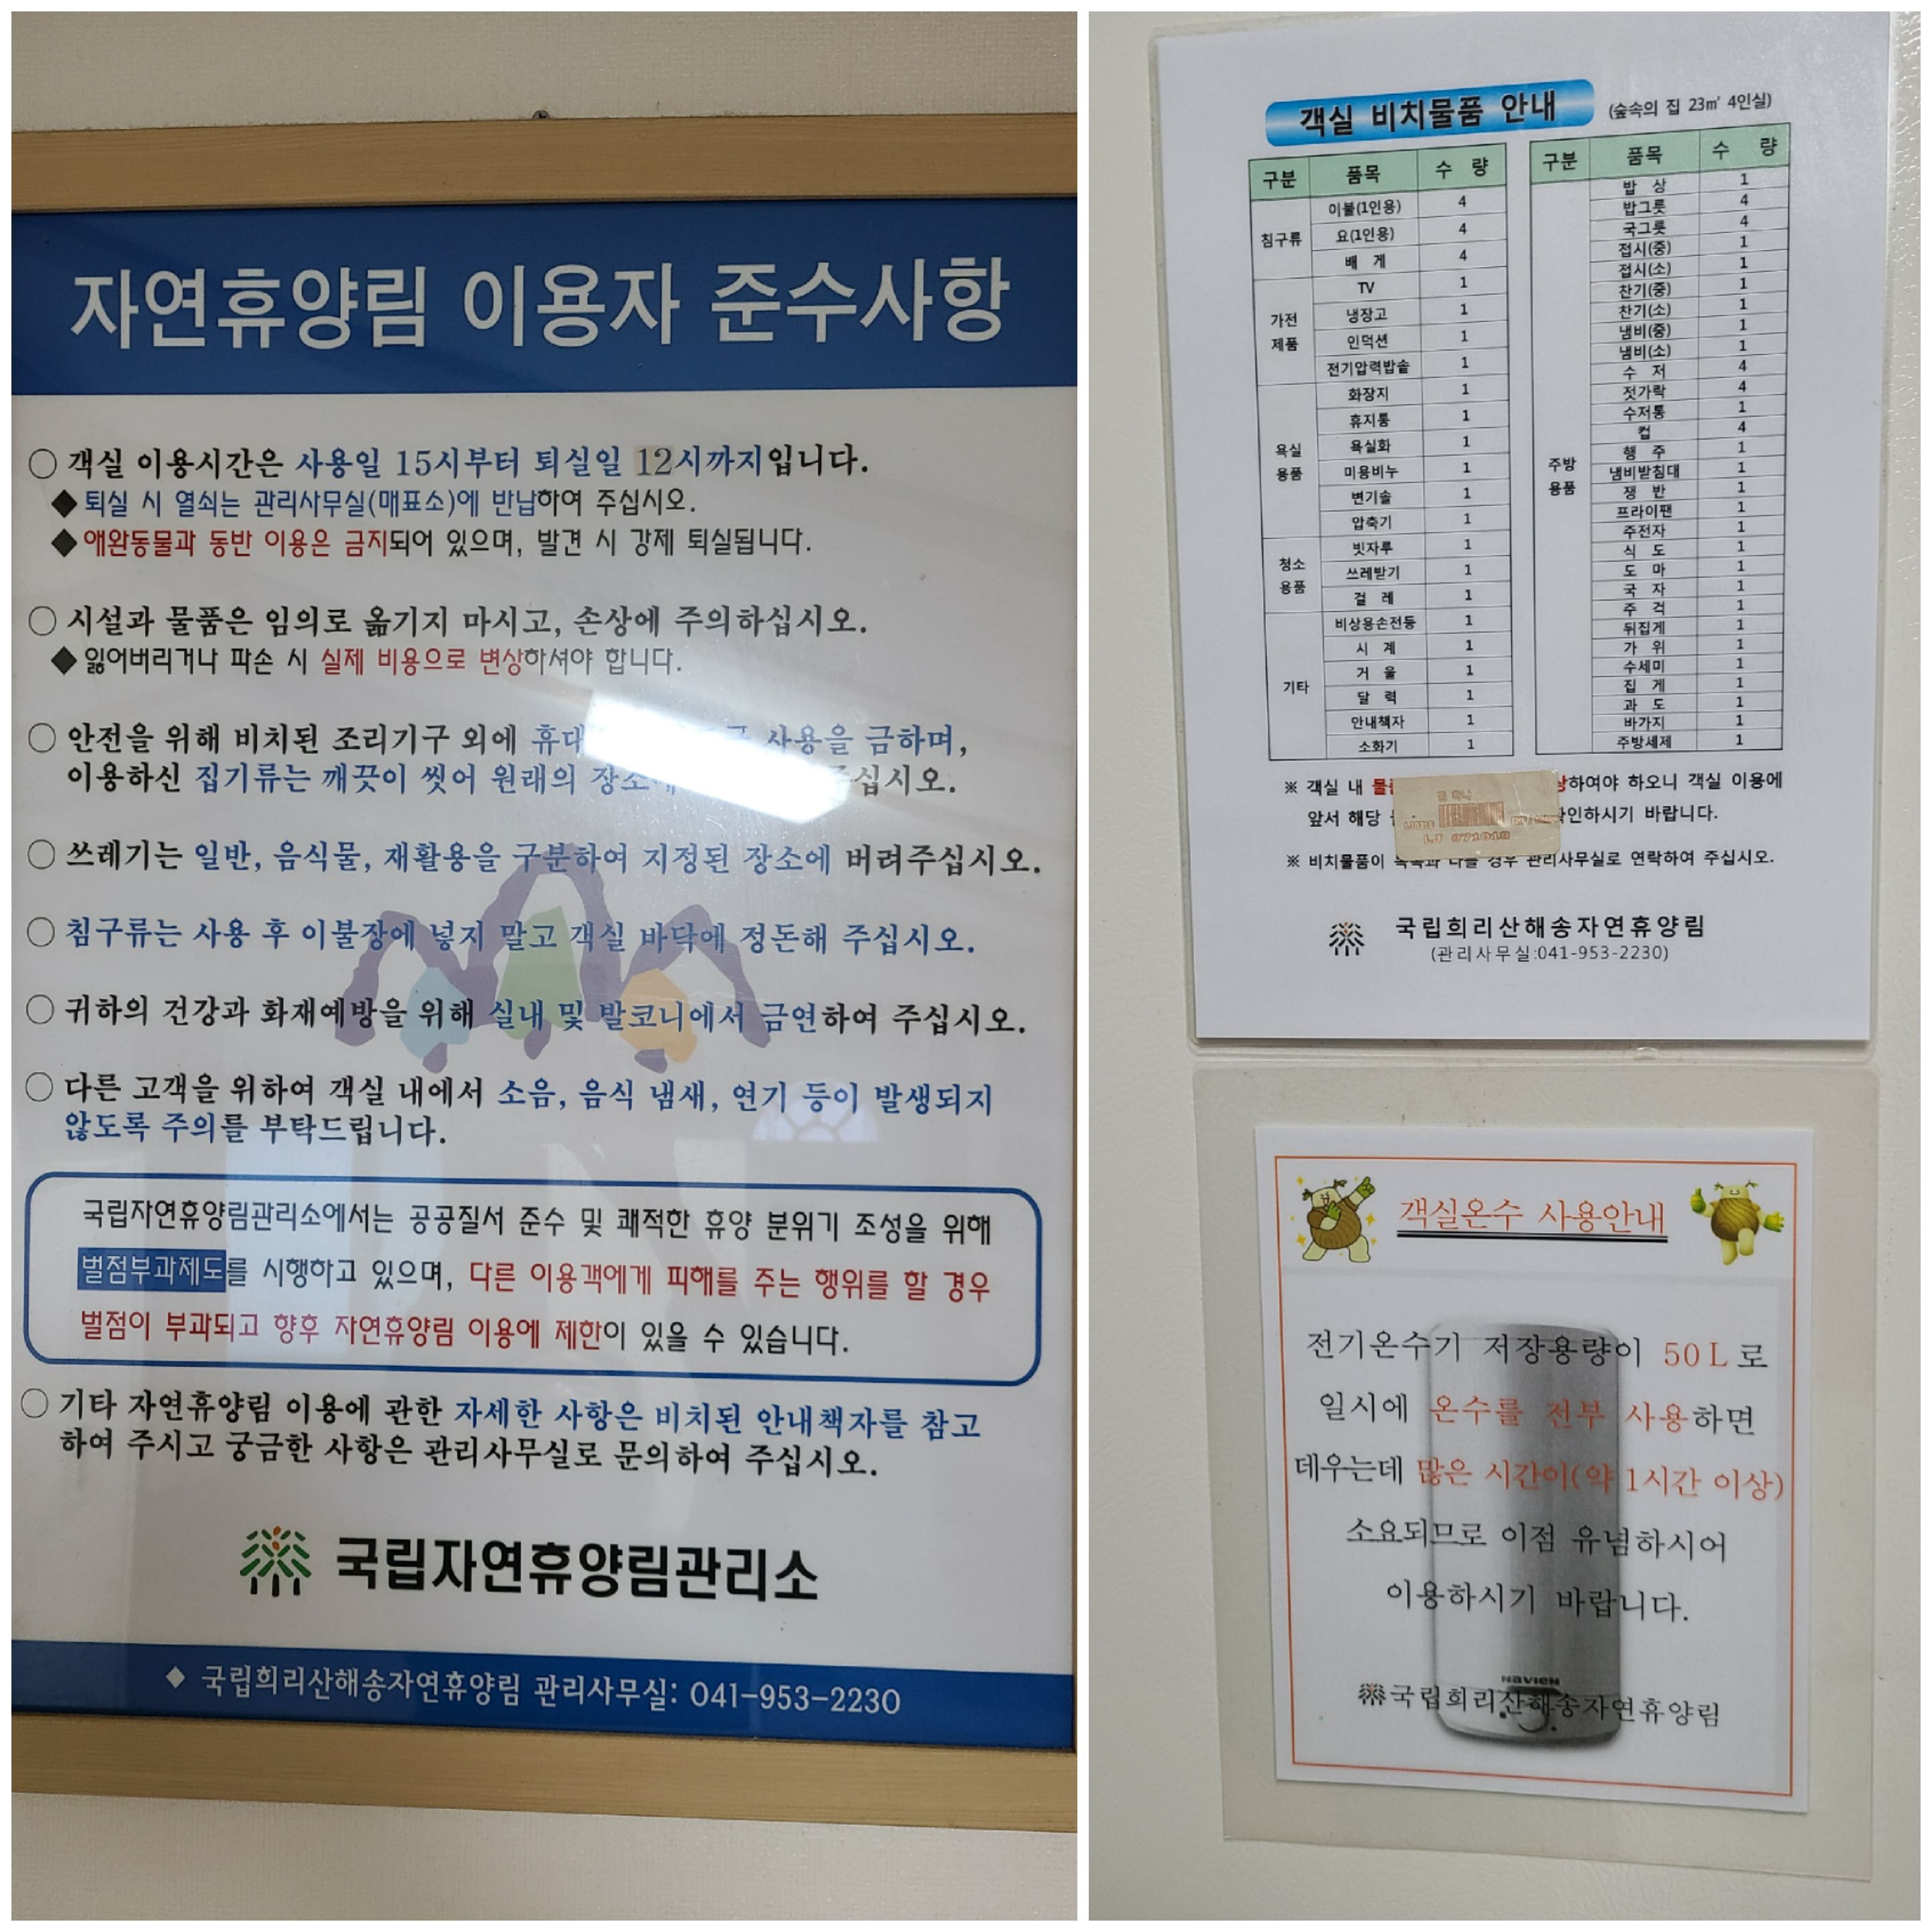 자연휴양림 이용자 준수사항
○ 객실 이용시간은 사용일 15시부터 퇴실일 12시까지입니다.
◆ 퇴실 시 열쇠는 관리사무실(매표소)에 반납하여 주십시오.
◆ 애완동물과 동반 이용은 금지되어 있으며, 발견 시 강제 퇴실됩니다.
○ 시설과 물품은 임의로 옮기지 마시고, 손상에 주의하십시오.
◆ 잃어버리거나 파손 시 실제 비용으로 변상하셔야 합니다.
○ 안전을 위해 비치된 조리기구 외에 사용을 금하며,
이용하신 집기류는 깨끗이 씻어 원래의
○ 쓰레기는 일반, 음식물, 재활용을 구분하여 지정된 장소에 버려주십시오.
○ 침구류는 사용 후 이불장에 넣지 말고 객실 바닥에 정돈해 주십시오.
○ 귀하의 건강과 화재예방을 위해 실내 및 발코니에서 금연하여 주십시오.
○ 다른 고객을 위하여 객실 내에서 소음, 음식 냄새, 연기 등이 발생되지
않도록 주의를 부탁드립니다.
국립자연휴양림관리소에서는 공공질서 준수 및 쾌적한 휴양 분위기 조성을 위해
벌점부과제도를 시행하고 있으며, 다른 이용객에게 피해를 주는 행위를 할 경우
벌점이 부과되고 향후 자연휴양림 이용에 제한이 있을 수 있습니다.
○ 기타 자연휴양림 이용에 관한 자세한 사항은 비치된 안내책자를 참고
하여 주시고 궁금한 사항은 관리사무실로 문의하여 주십시오.
국립자연휴양림관리소
◆ 국립희리산해송자연휴양림 관리사무실: 041-953-2230
객실 비치물품 안내 (숲속의 집 23㎡ 4인실)
구분 품목 수 량
침구류
이불(1인용) 4
요(1인용) 4
배 게 4
가전 제품
TV 1
냉장고 1
인덕션 1
전기압력밥솥 1
욕실 용품
화장지 1
휴지통 1
욕실화 1
미용비누 1
변기솔 1
압축기 1
청소 용품
빗자루 1
쓰레받기 1
걸 레 1
기타
비상용손전등 1
시 계 1
거 울 1
달 력 1
안내책자 1
소화기 1
구분 품목 수 량
주방 용품
밥 상 1
밥그릇 4
국그릇 4
접시(중) 1
접시(소) 1
찬기(중) 1
찬기(소) 1
냄비(중) 1
냄비(소) 1
수 저 4
젓가락 4
수저통 1
컵 4
행 주 1
냄비받침대 1
쟁 반 1
프라이팬 1
주전자 1
식 도 1
도 마 1
국 자 1
주 걱 1
뒤집게 1
가 위 1
수세미 1
집 게 1
과 도 1
바가지 1
주방세제 1
※ 객실 내 하여야 하오니 객실 이용에
앞서 해당 확인하시기 바랍니다.
※ 비치물품이 경우 관리사무실로 연락하여 주십시오.
국립희리산해송자연휴양림
(관리사무실:041-953-2230)
객실온수 사용안내
전기온수기 저장용량이 50L로
일시에 온수를 전부 사용하면
데우는데 많은 시간이(약 1시간 이상)
소요되므로 이점 유념하시어
이용하시기 바랍니다.
NAVIEN
국립희리산해송자연휴양림